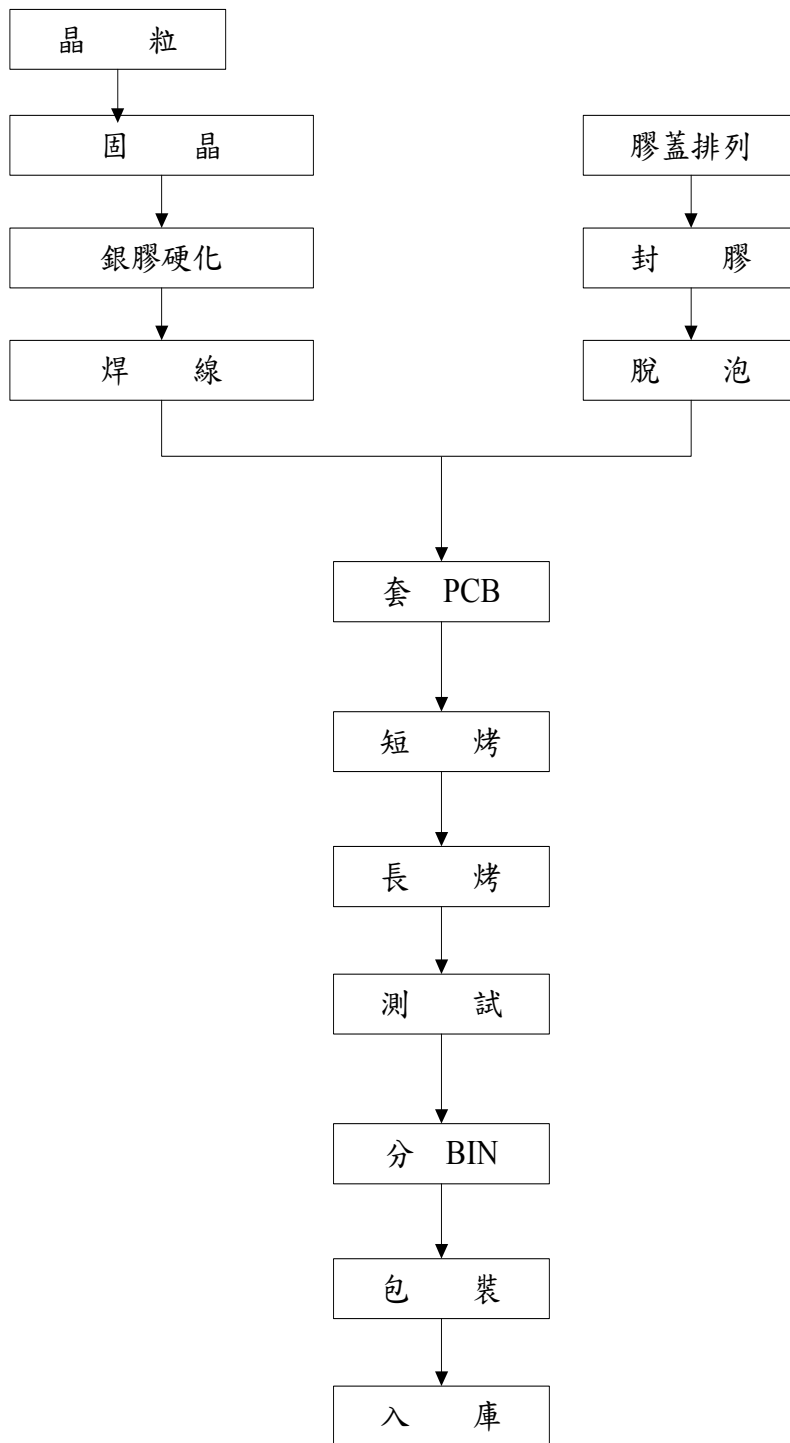 晶 粒
固 晶
銀膠硬化
焊 線
膠蓋排列
封 膠
脫 泡
套 PCB
短 烤
長 烤
測 試
分 BIN
包 裝
入 庫